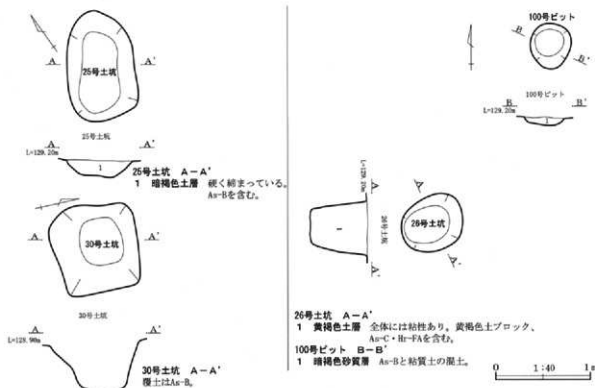 A
25号土坑
A'
25号土坑
A
A'
L=129.20m
1
25号土坑　A－A'
1　暗褐色土層　硬く締まっている。
As-Bを含む。
A
30号土坑
A'
30号土坑
A
A'
L=128.90m
30号土坑　A－A'
覆土はAs-B。
100号ピット
B
B'
100号ピット
B
B'
L=129.20m
1
L=129.20m
A
A'
1
26号土坑
A
26号土坑
A'
26号土坑　A－A'
1　黄褐色土層　全体には粘性あり。黄褐色土ブロック、
As-C・Hr-FAを含む。
100号ピット　B－B'
1　暗褐色砂質層　As-Bと粘質土の混土。
0
1:40
1m